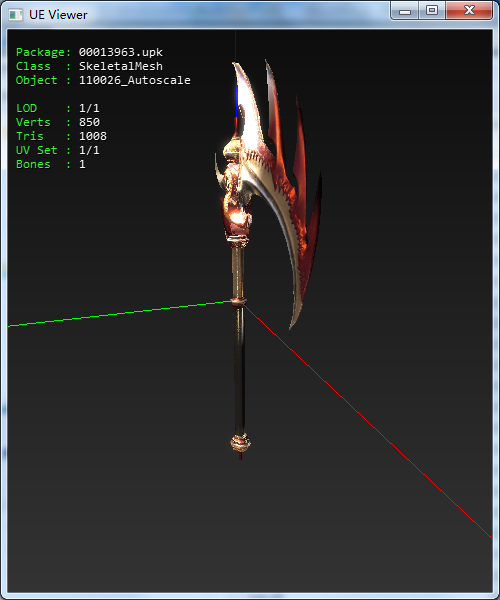 UE Viewer
Package: 00013963.upk
Class : SkeletalMesh
Object : 110026_Autoscale
LOD : 1/1
Verts : 850
Tris : 1008
UV Set : 1/1
Bones : 1